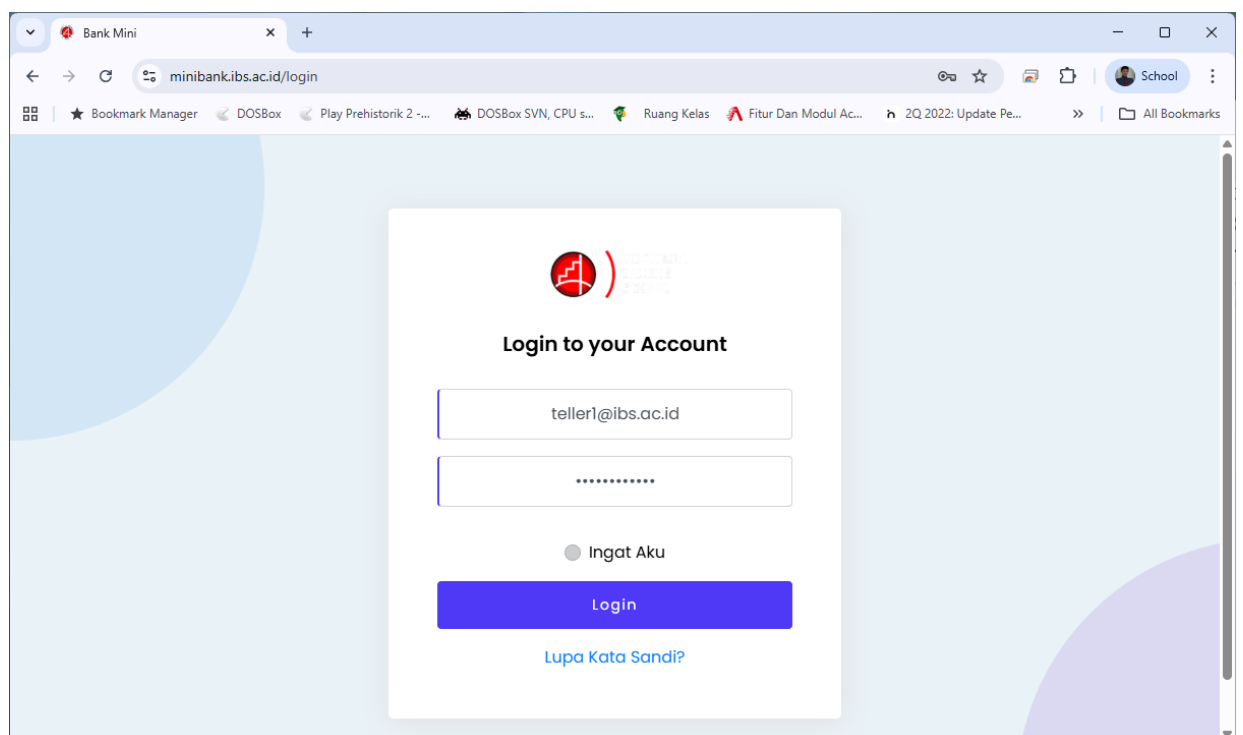 Bank Mini
minibank.ibs.ac.id/login
School
Bookmark Manager
DOSBox
Play Prehistorik 2 -...
DOSBox SVN, CPU s...
Ruang Kelas
Fitur Dan Modul Ac...
2Q 2022: Update Pe...
All Bookmarks
Login to your Account
teller1@ibs.ac.id
••••••••••••
Ingat Aku
Login
Lupa Kata Sandi?